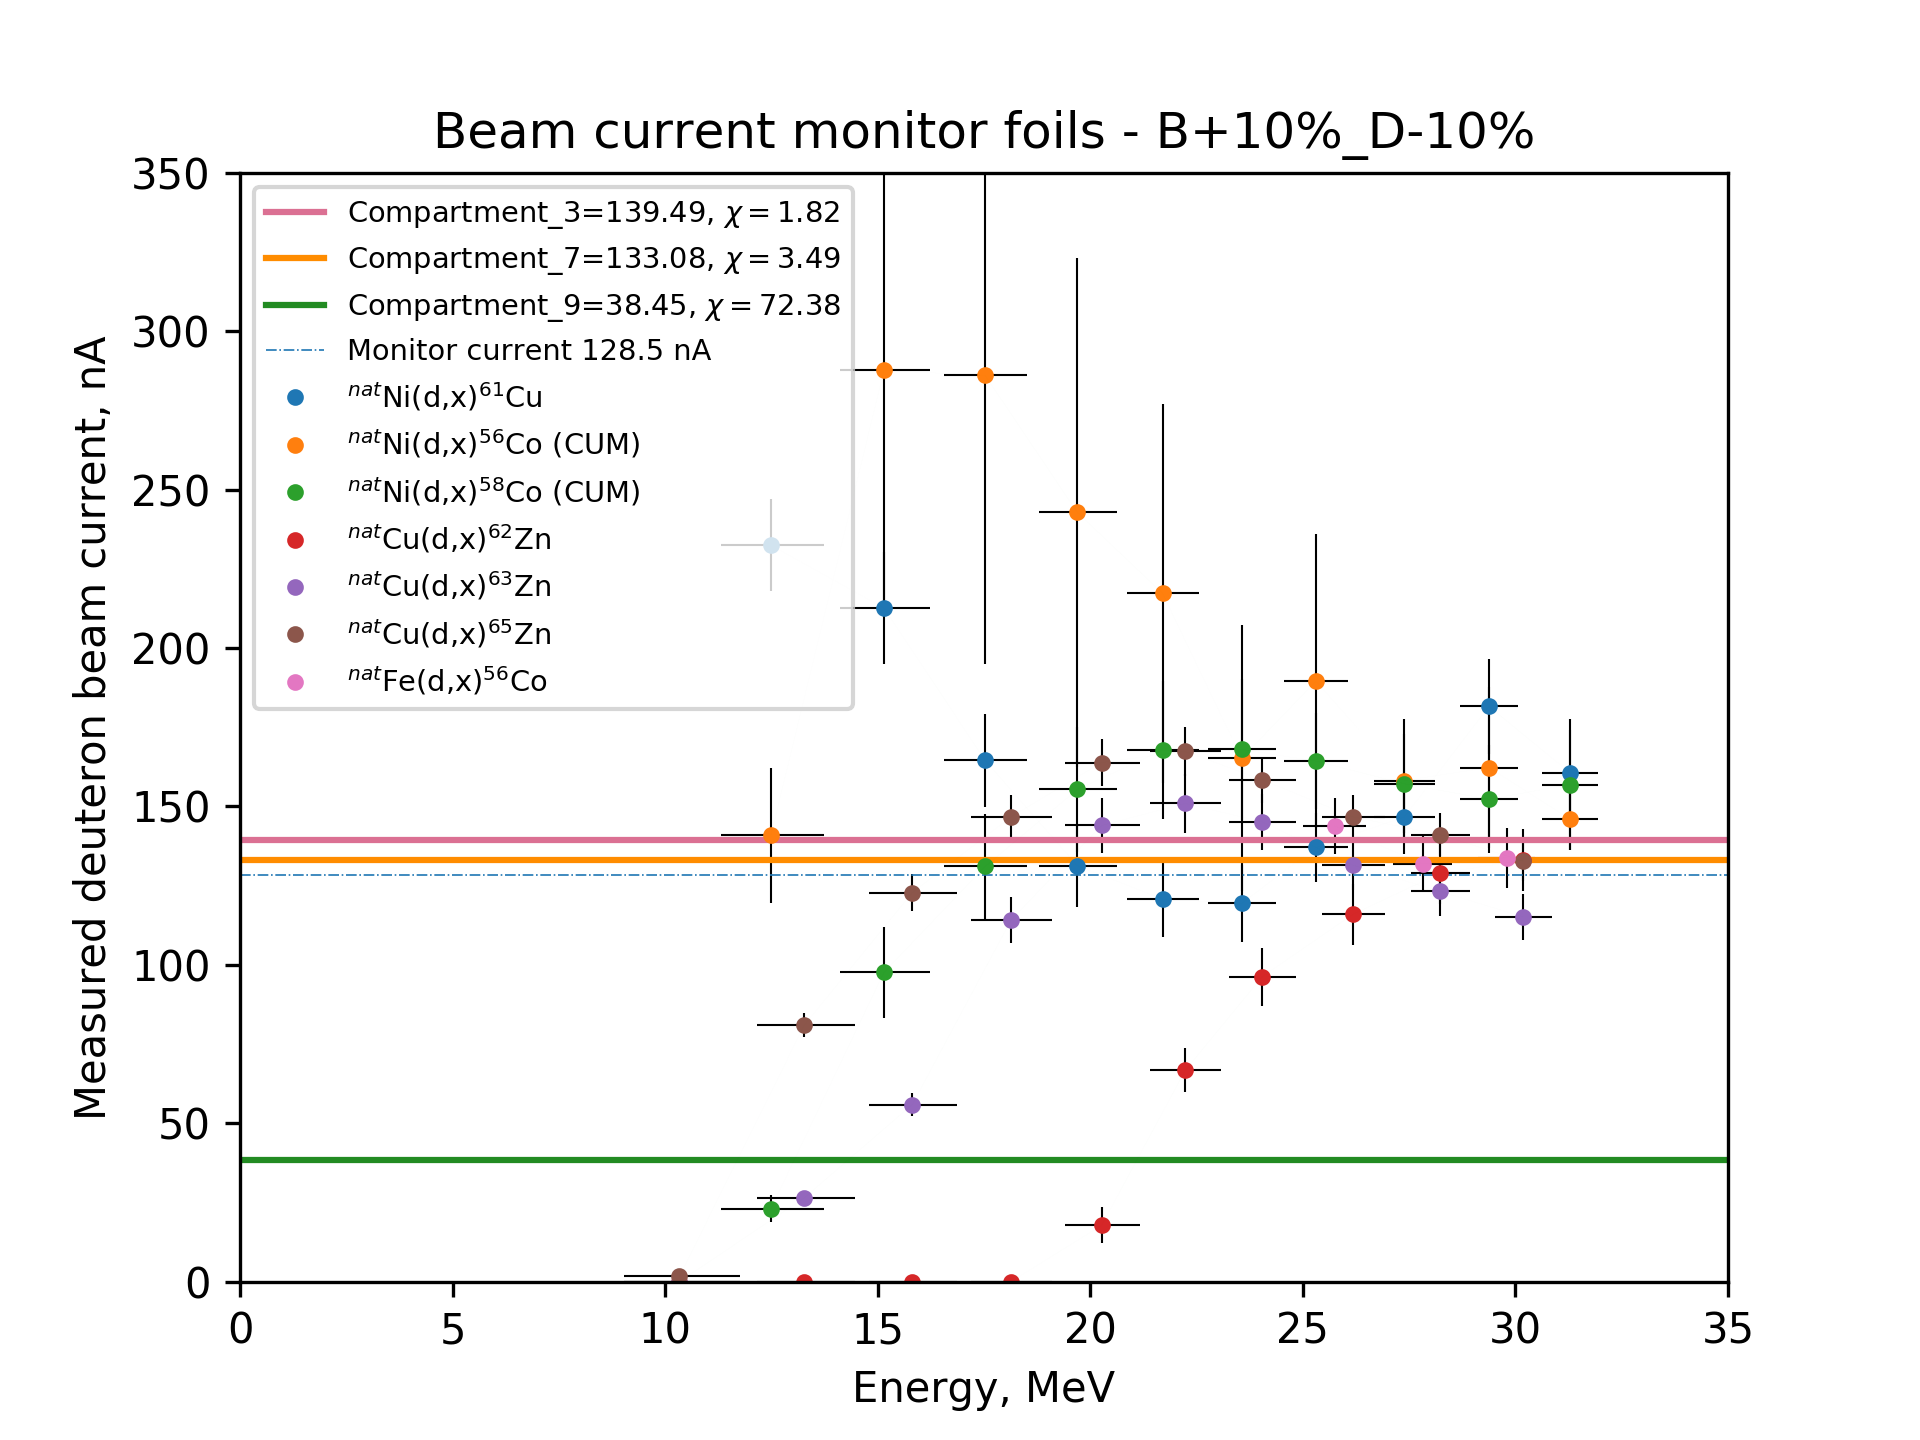 Beam current monitor foils - B+10%_D-10%
Measured deuteron beam current, nA
350
300
250
200
150
100
50
0
Compartment_3=139.49, χ = 1.82
Compartment_7=133.08, χ = 3.49
Compartment_9=38.45, χ = 72.38
Monitor current 128.5 nA
ⁿᵃᵗNi(d,x)⁶¹Cu
ⁿᵃᵗNi(d,x)⁵⁶Co (CUM)
ⁿᵃᵗNi(d,x)⁵⁸Co (CUM)
ⁿᵃᵗCu(d,x)⁶²Zn
ⁿᵃᵗCu(d,x)⁶³Zn
ⁿᵃᵗCu(d,x)⁶⁵Zn
ⁿᵃᵗFe(d,x)⁵⁶Co
0 5 10 15 20 25 30 35
Energy, MeV